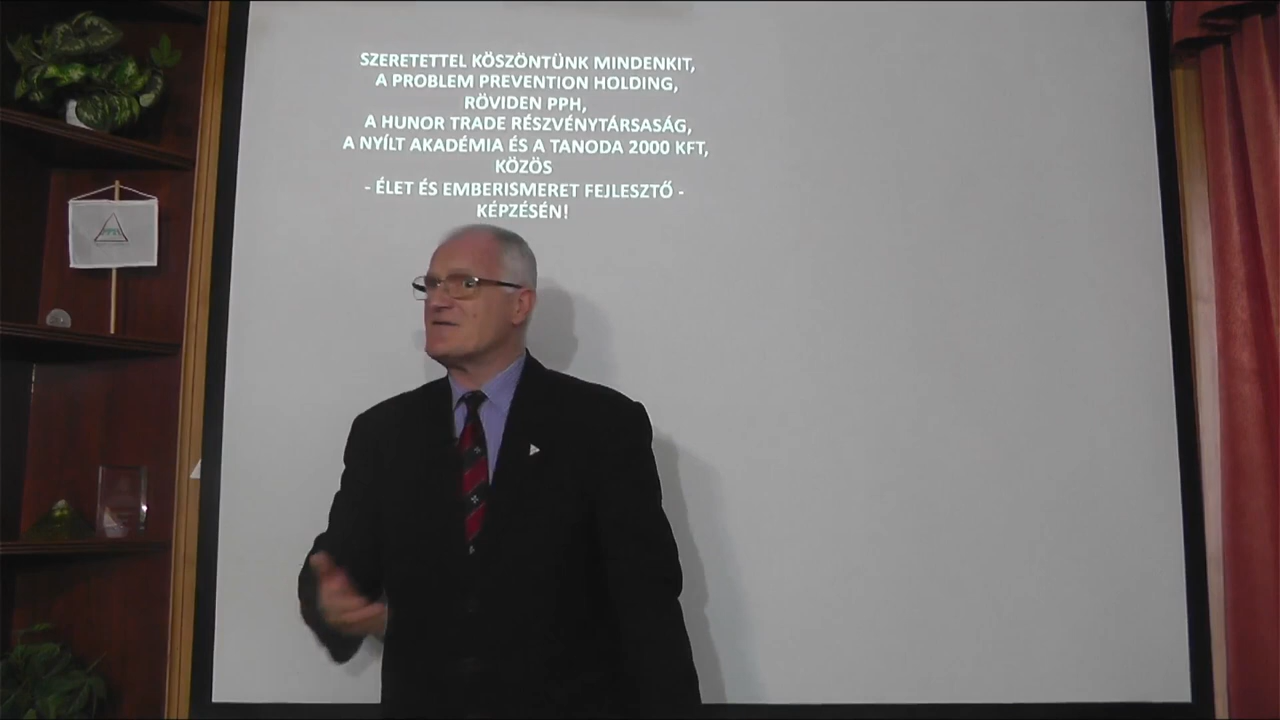 SZERETETTEL KÖSZÖNTÜNK MINDENKIT,
A PROBLEM PREVENTION HOLDING,
RÖVIDEN PPH,
A HUNOR TRADE RÉSZVÉNYTÁRSASÁG,
A NYÍLT AKADÉMIA ÉS A TANODA 2000 KFT,
KÖZÖS
- ÉLET ÉS EMBERISMERET FEJLESZTŐ -
KÉPZÉSÉN!
PPH